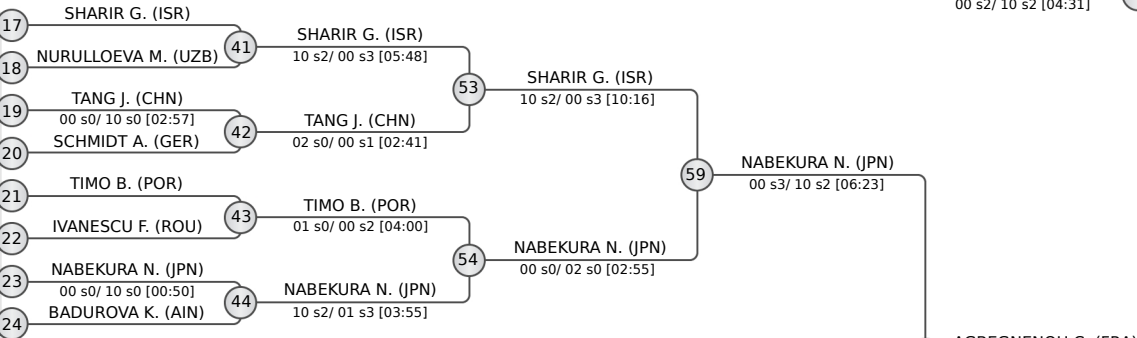 00 s2/ 10 s2 [04:31]
17
SHARIR G. (ISR)
18
NURULLOEVA M. (UZB)
41
SHARIR G. (ISR)
10 s2/ 00 s3 [05:48]
19
TANG J. (CHN)
00 s0/ 10 s0 [02:57]
20
SCHMIDT A. (GER)
42
TANG J. (CHN)
02 s0/ 00 s1 [02:41]
53
SHARIR G. (ISR)
10 s2/ 00 s3 [10:16]
21
TIMO B. (POR)
22
IVANESCU F. (ROU)
43
TIMO B. (POR)
01 s0/ 00 s2 [04:00]
23
NABEKURA N. (JPN)
00 s0/ 10 s0 [00:50]
24
BADUROVA K. (AIN)
44
NABEKURA N. (JPN)
10 s2/ 01 s3 [03:55]
54
NABEKURA N. (JPN)
00 s0/ 02 s0 [02:55]
59
NABEKURA N. (JPN)
00 s3/ 10 s2 [06:23]